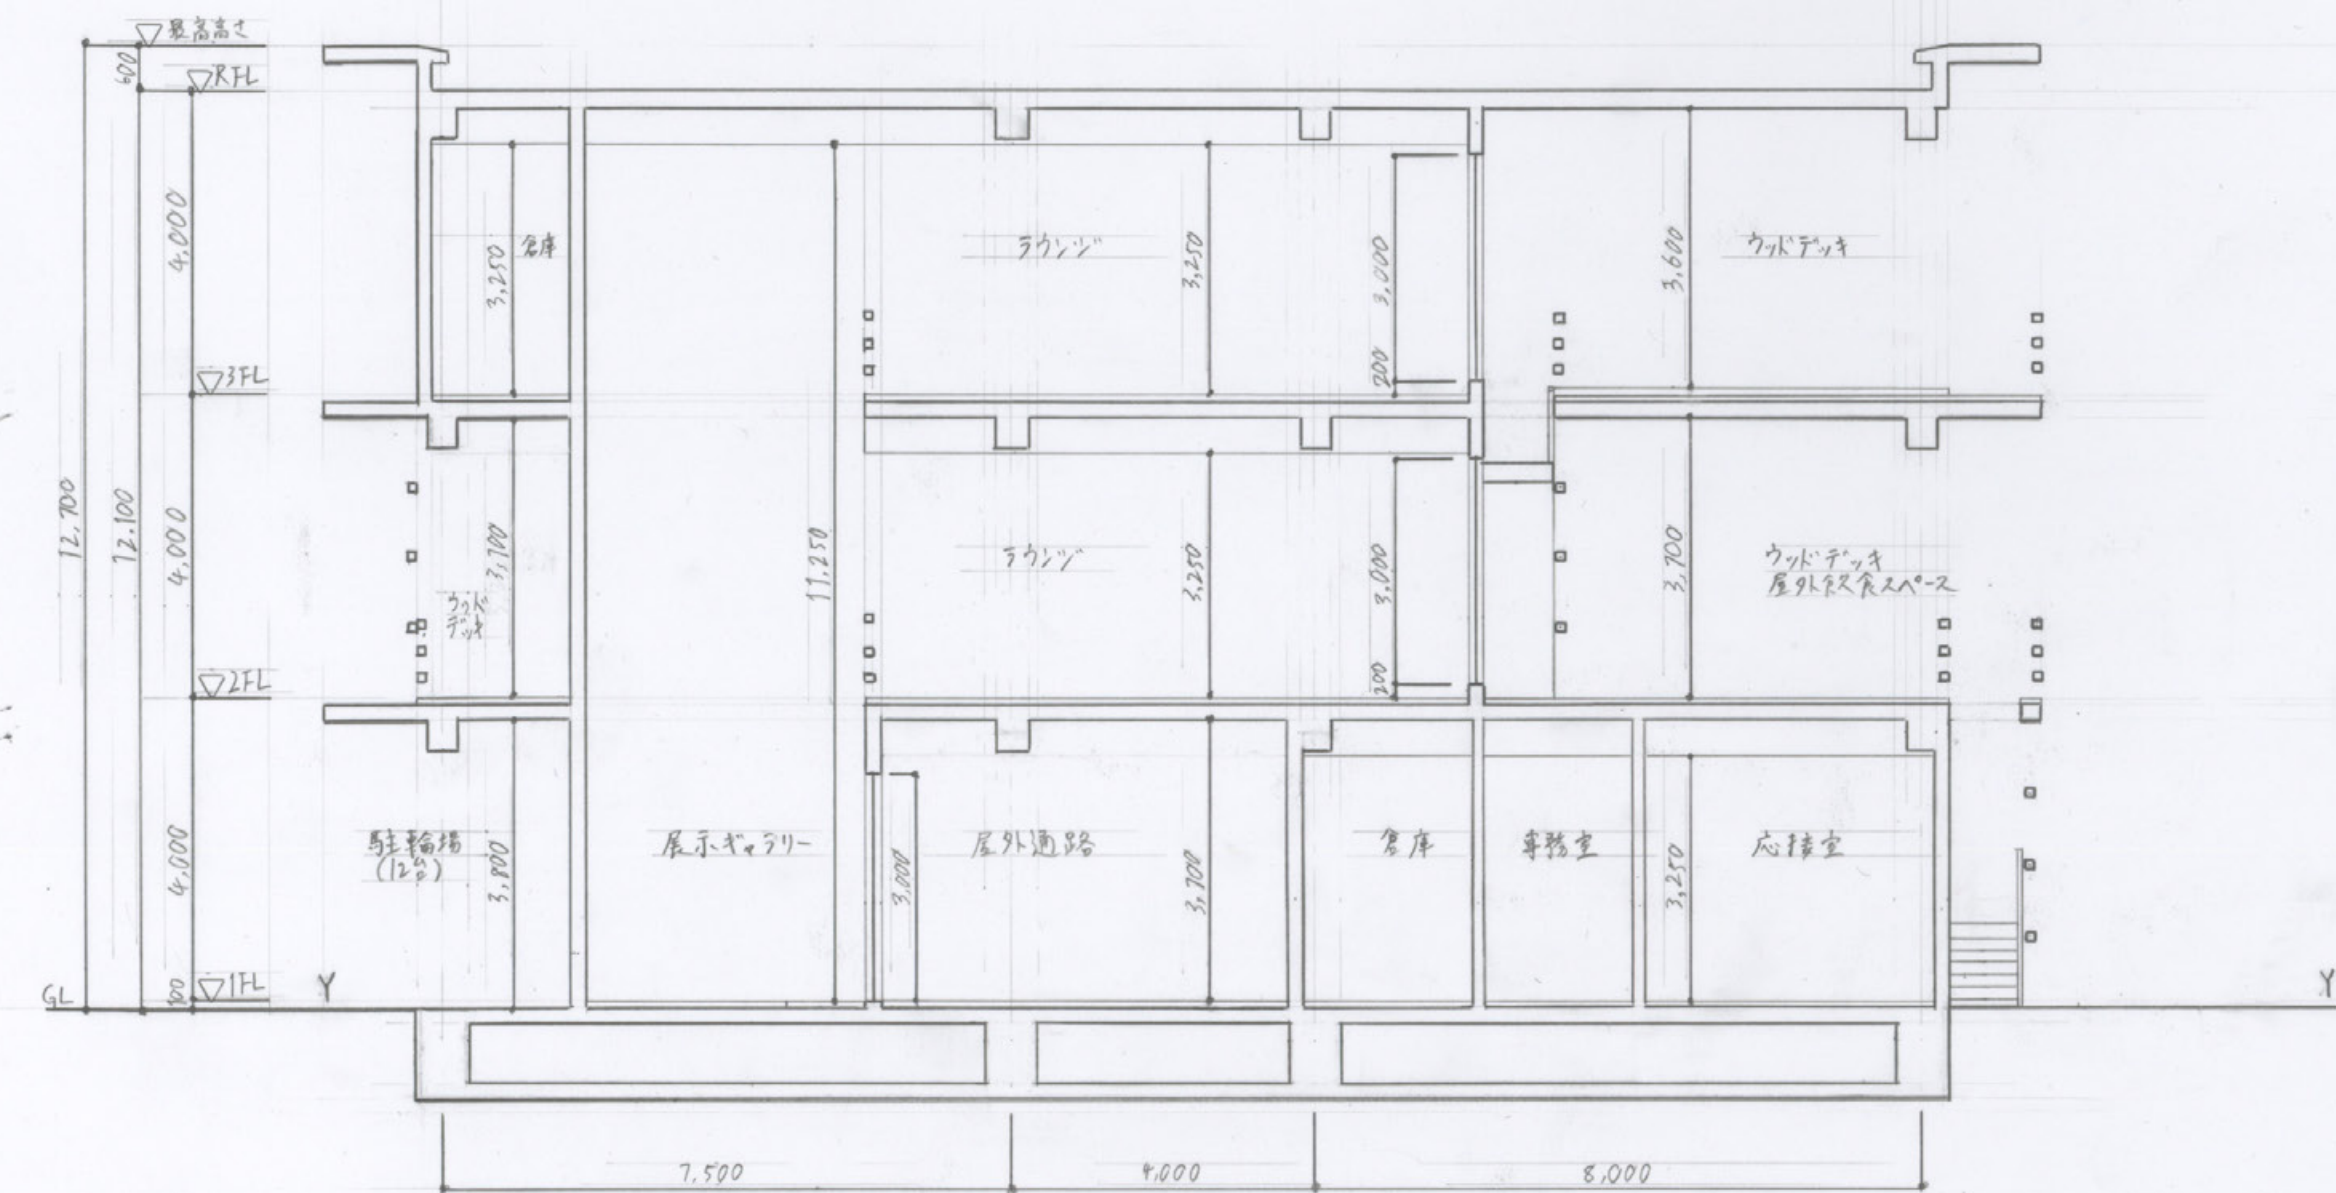 ▽最高高さ
600
▽RFL
4,000
3,250
倉庫
ラウンジ
3,250
3,000
200
3,600
ウッドデッキ
▽3FL
12,700
12,100
4,000
3,700
ウッド
デッキ
11,250
ラウンジ
3,250
3,000
200
3,700
ウッドデッキ
屋外飲食スペース
▽2FL
4,000
駐輪場
(12台)
3,800
展示ギャラリー
3,000
屋外通路
3,700
倉庫
事務室
3,250
応接室
GL
100
▽1FL
Y
Y
7,500
4,000
8,000